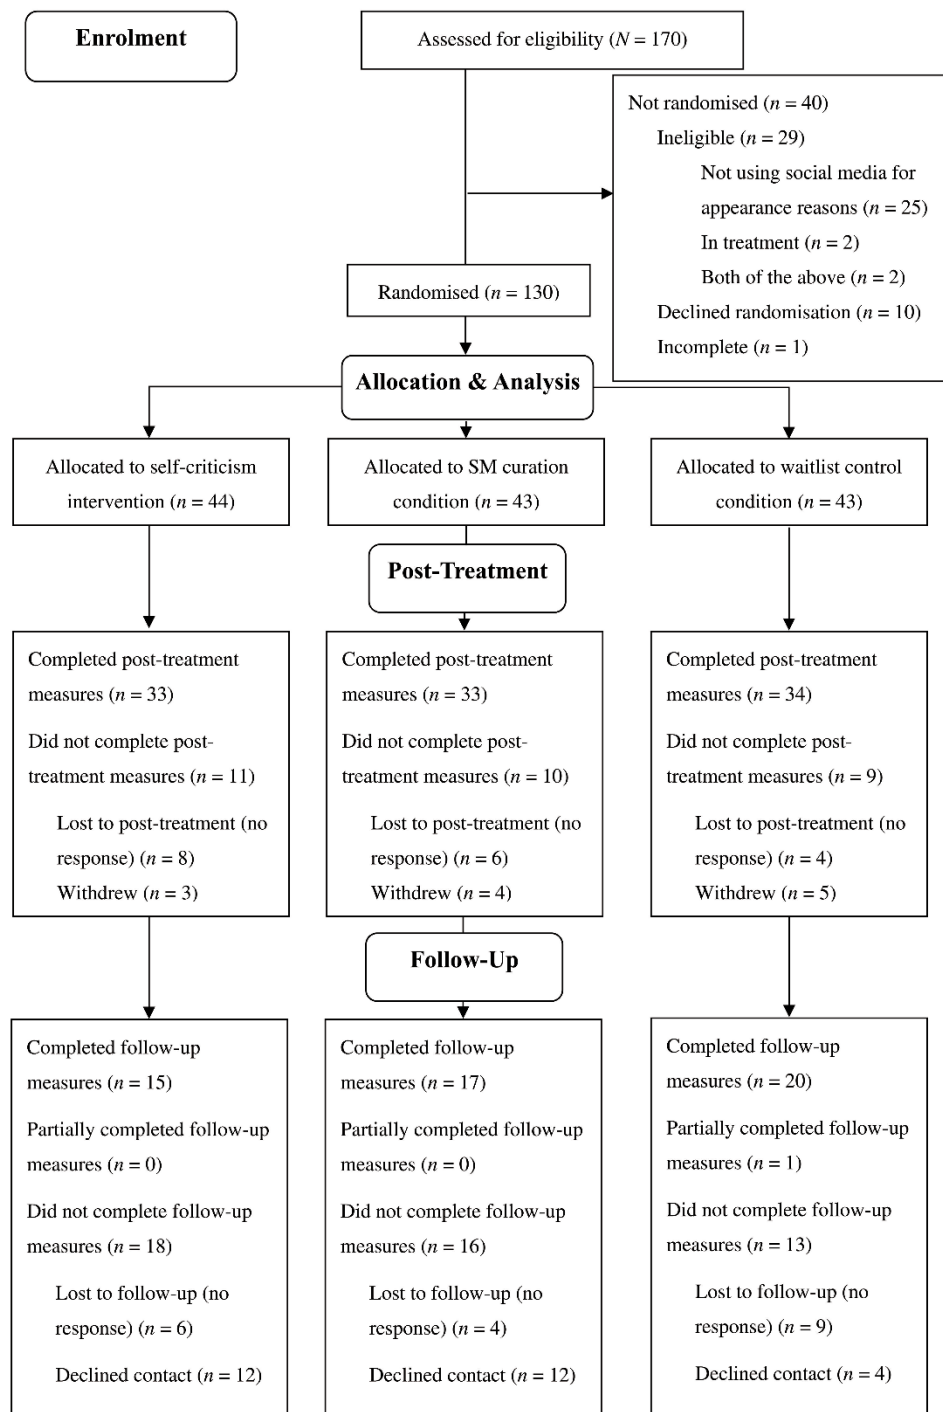 Enrolment
Assessed for eligibility (N = 170)
Not randomised (n = 40)
Ineligible (n = 29)
Not using social media for
appearance reasons (n = 25)
In treatment (n = 2)
Both of the above (n = 2)
Declined randomisation (n = 10)
Incomplete (n = 1)
Randomised (n = 130)
Allocation & Analysis
Allocated to self-criticism
intervention (n = 44)
Allocated to SM curation
condition (n = 43)
Allocated to waitlist control
condition (n = 43)
Post-Treatment
Completed post-treatment
measures (n = 33)
Did not complete post-
treatment measures (n = 11)
Lost to post-treatment (no
response) (n = 8)
Withdrew (n = 3)
Completed post-treatment
measures (n = 33)
Did not complete post-
treatment measures (n = 10)
Lost to post-treatment (no
response) (n = 6)
Withdrew (n = 4)
Completed post-treatment
measures (n = 34)
Did not complete post-
treatment measures (n = 9)
Lost to post-treatment (no
response) (n = 4)
Withdrew (n = 5)
Follow-Up
Completed follow-up
measures (n = 15)
Partially completed follow-up
measures (n = 0)
Did not complete follow-up
measures (n = 18)
Lost to follow-up (no
response) (n = 6)
Declined contact (n = 12)
Completed follow-up
measures (n = 17)
Partially completed follow-up
measures (n = 0)
Did not complete follow-up
measures (n = 16)
Lost to follow-up (no
response) (n = 4)
Declined contact (n = 12)
Completed follow-up
measures (n = 20)
Partially completed follow-up
measures (n = 1)
Did not complete follow-up
measures (n = 13)
Lost to follow-up (no
response) (n = 9)
Declined contact (n = 4)